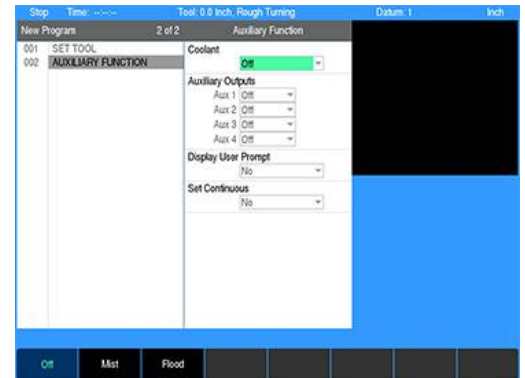 Stop Time: --:--:-- Tool: 0.0 Inch, Rough Turning Datum: 1 Inch
New Program 2 of 2 Auxiliary Function
001 SET TOOL
002 AUXILIARY FUNCTION
Coolant
Off
Auxiliary Outputs
Aux 1 Off
Aux 2 Off
Aux 3 Off
Aux 4 Off
Display User Prompt
No
Set Continuous
No
Off Mist Flood